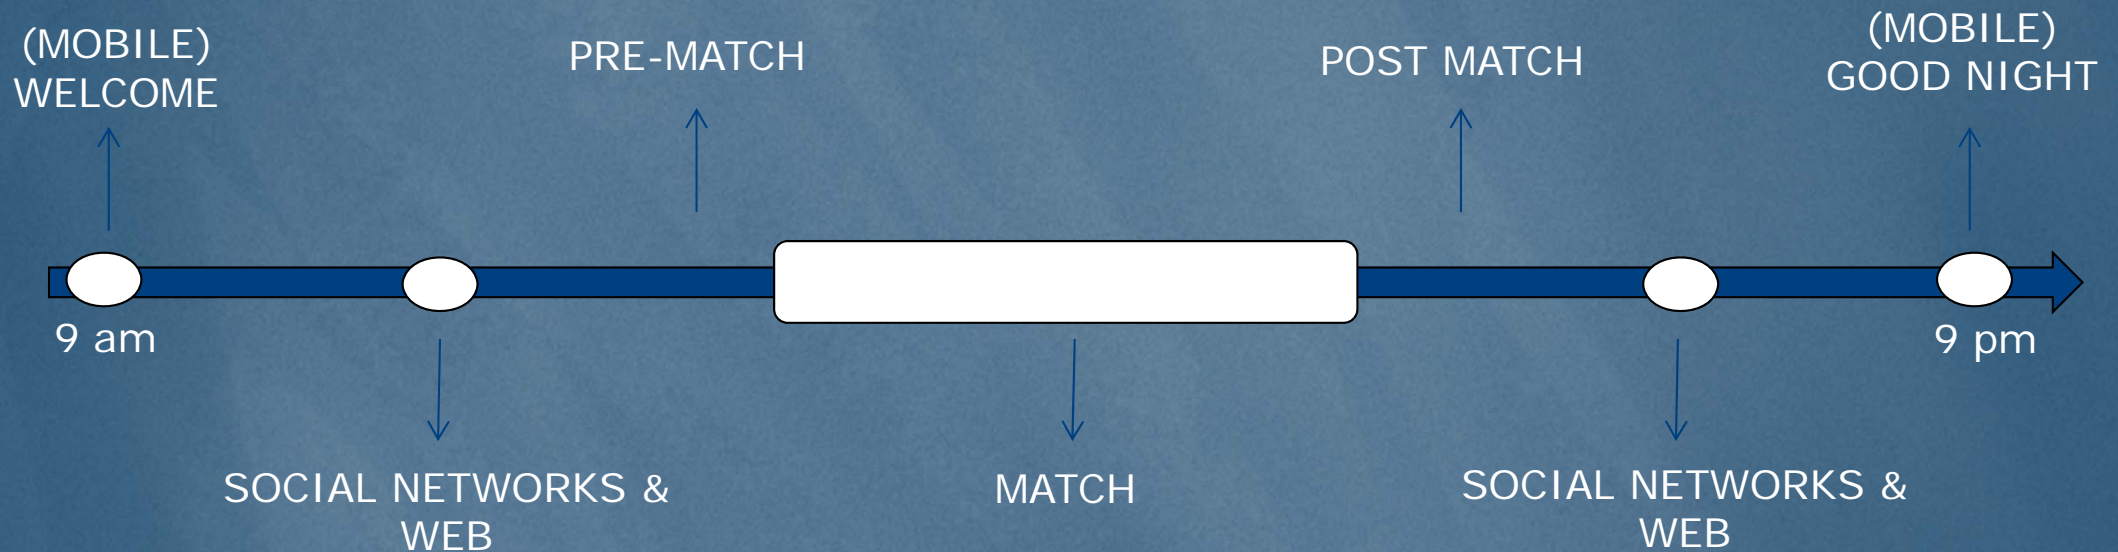 (MOBILE)
WELCOME
PRE-MATCH
POST MATCH
(MOBILE)
GOOD NIGHT
9 am
9 pm
SOCIAL NETWORKS &
WEB
MATCH
SOCIAL NETWORKS &
WEB